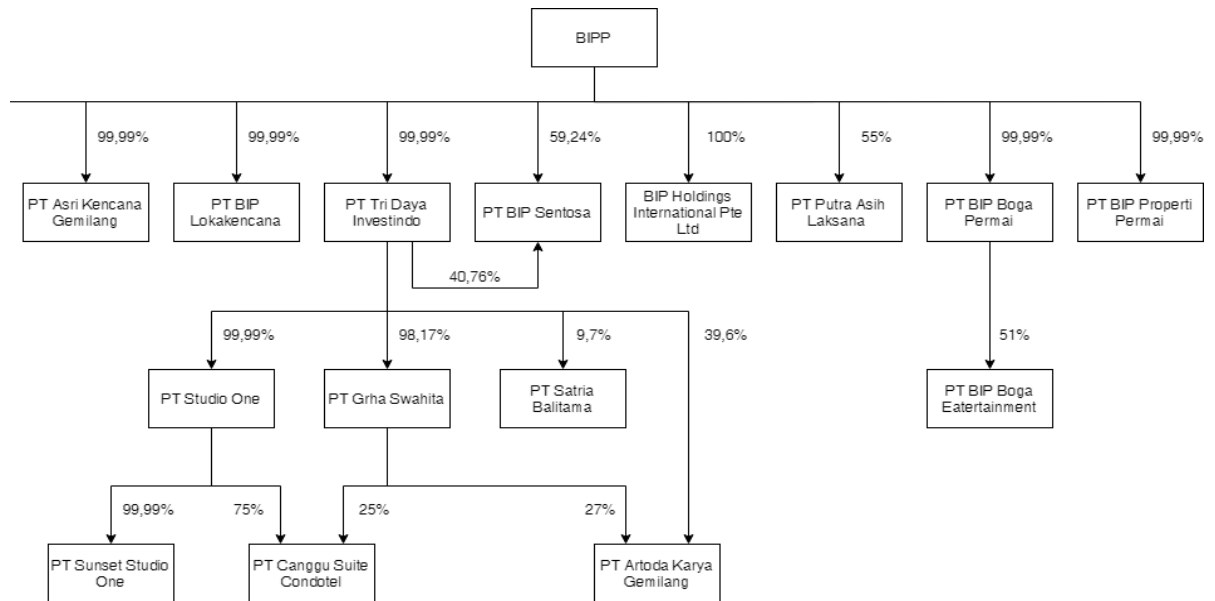 BIPP
99,99%
99,99%
99,99%
59,24%
100%
55%
99,99%
99,99%
PT Asri Kencana
Gemilang
PT BIP
Lokakencana
PT Tri Daya
Investindo
PT BIP Sentosa
BIP Holdings
International Pte
Ltd
PT Putra Asih
Laksana
PT BIP Boga
Permai
PT BIP Properti
Permai
40,76%
99,99%
98,17%
9,7%
39,6%
51%
PT Studio One
PT Grha Swahita
PT Satria
Balitama
PT BIP Boga
Eatertainment
99,99%
75%
25%
27%
PT Sunset Studio
One
PT Canggu Suite
Condotel
PT Artoda Karya
Gemilang